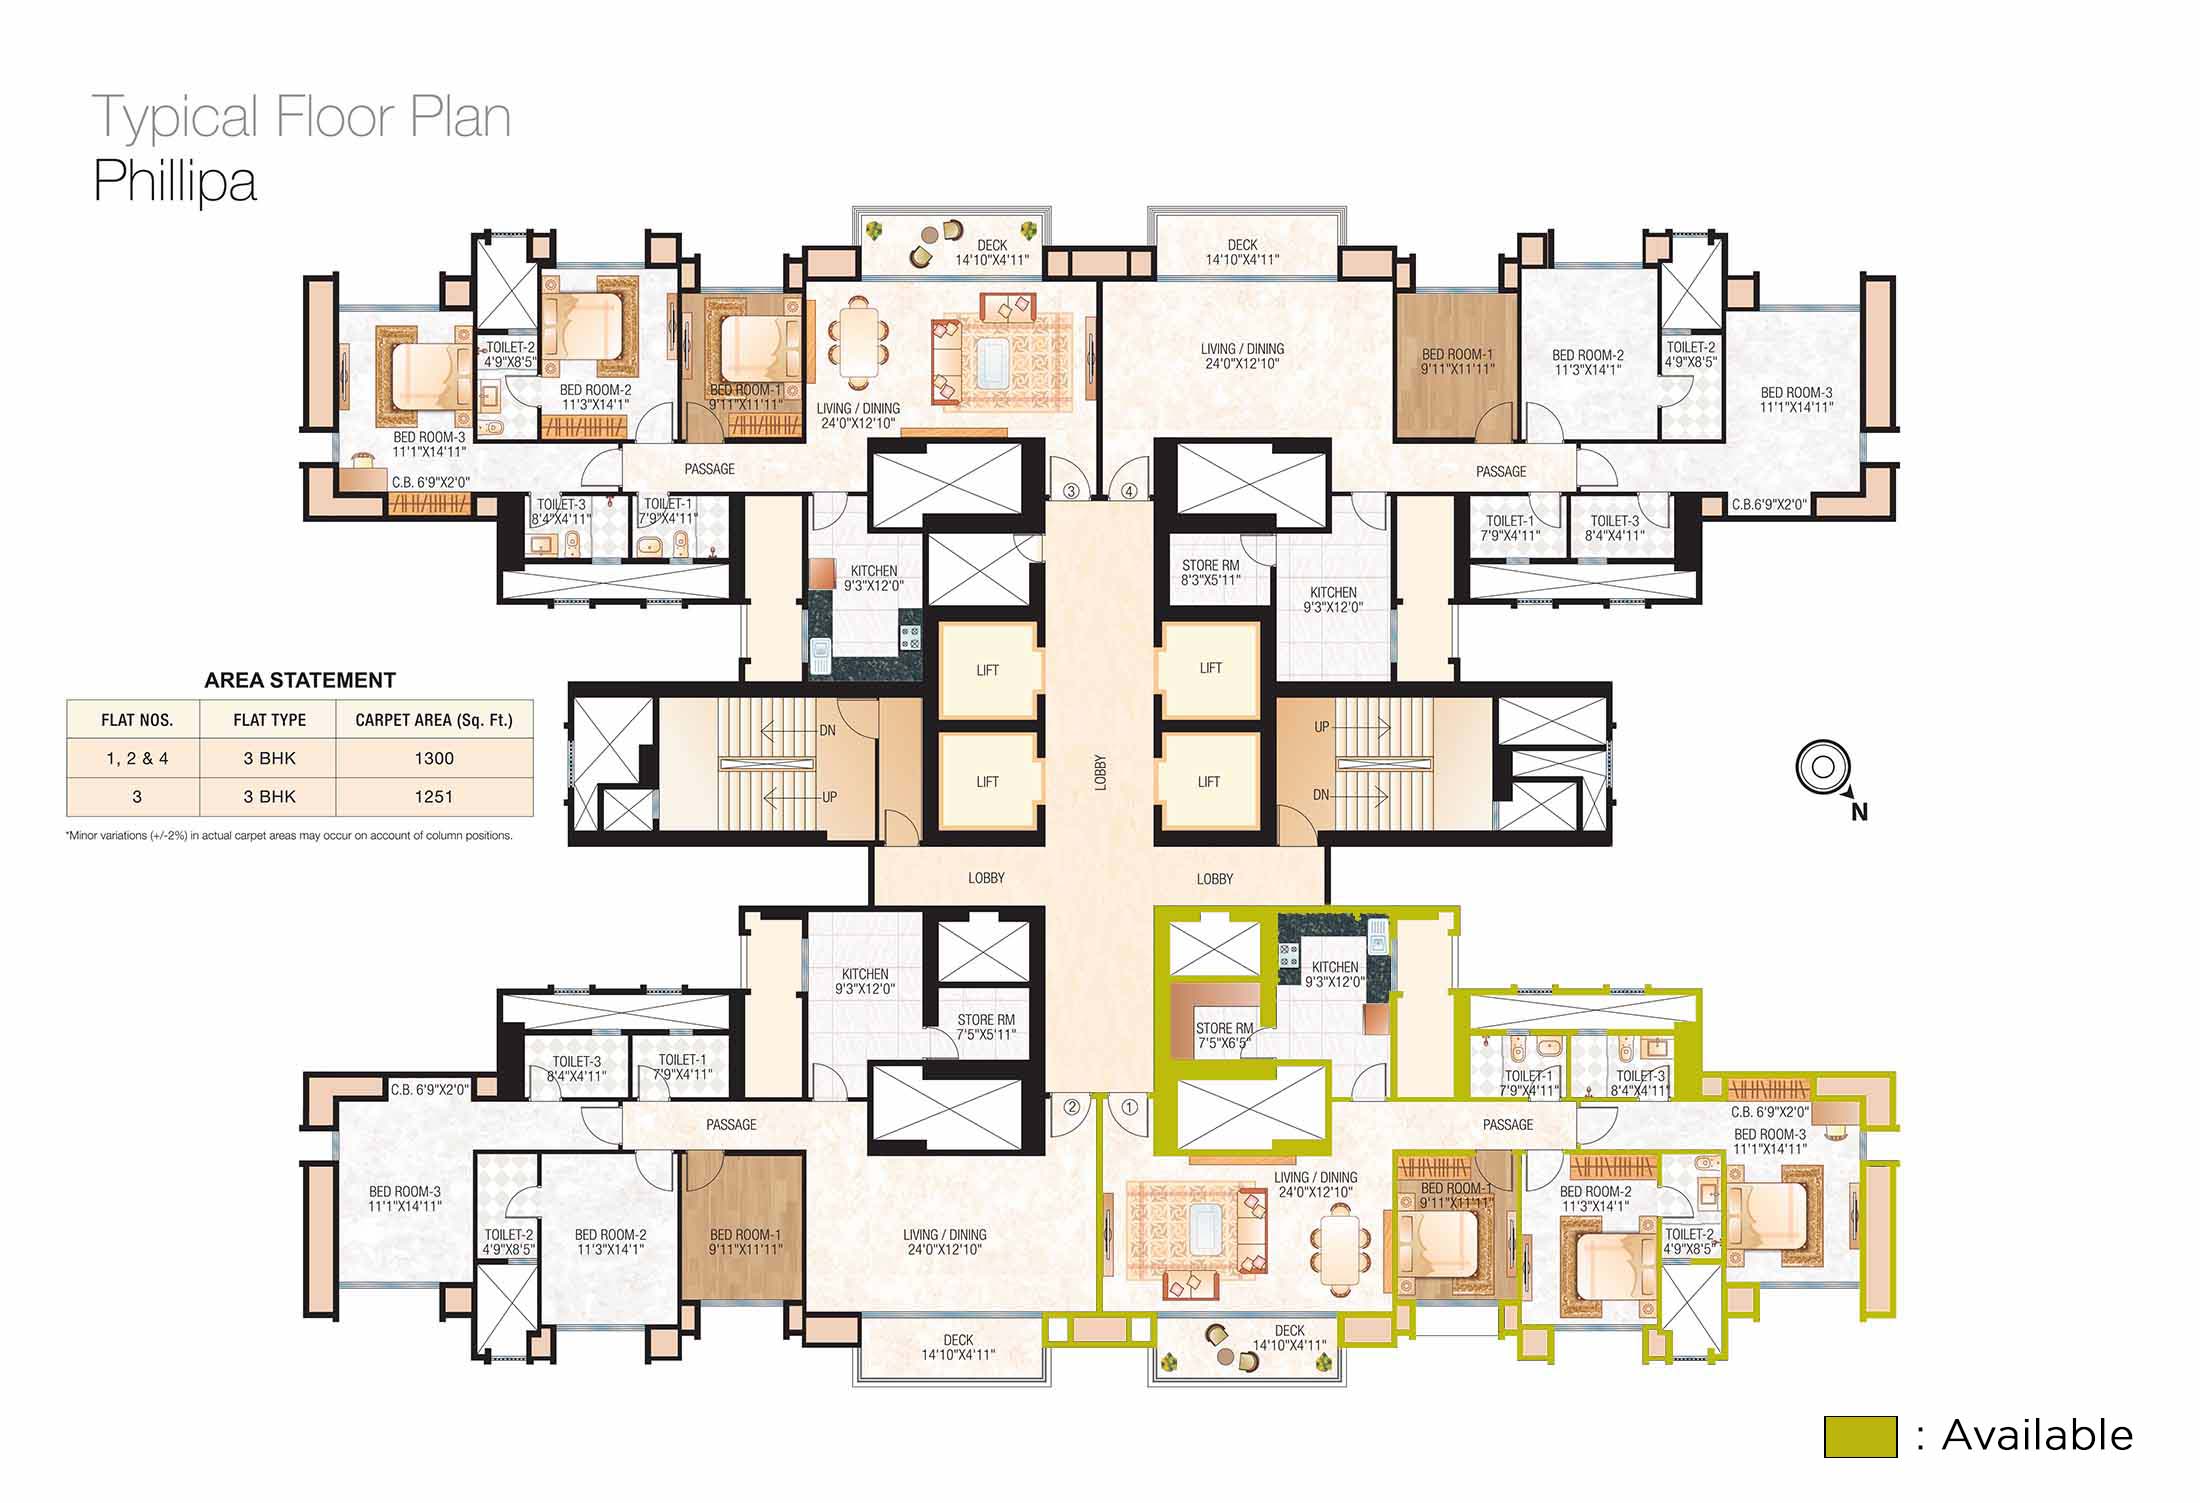 Typical Floor Plan
Phillipa
DECK
14'10"X4'11"
DECK
14'10"X4'11"
TOILET-2
4'9"X8'5"
BED ROOM-2
11'3"X14'1"
BED ROOM-1
9'11"X11'11"
LIVING / DINING
24'0"X12'10"
BED ROOM-3
11'1"X14'11"
C.B. 6'9"X2'0"
PASSAGE
TOILET-3
8'4"X4'11"
TOILET-1
7'9"X4'11"
KITCHEN
9'3"X12'0"
3
4
LIVING / DINING
24'0"X12'10"
BED ROOM-1
9'11"X11'11"
BED ROOM-2
11'3"X14'1"
TOILET-2
4'9"X8'5"
BED ROOM-3
11'1"X14'11"
PASSAGE
C.B.6'9"X2'0"
TOILET-1
7'9"X4'11"
TOILET-3
8'4"X4'11"
STORE RM
8'3"X5'11"
KITCHEN
9'3"X12'0"
LIFT
LIFT
LIFT
LIFT
DN
UP
UP
DN
LOBBY
LOBBY
LOBBY
AREA STATEMENT
FLAT NOS. FLAT TYPE CARPET AREA (Sq. Ft.)
1, 2 & 4 3 BHK 1300
3 3 BHK 1251
*Minor variations (+/-2%) in actual carpet areas may occur on account of column positions.
N
KITCHEN
9'3"X12'0"
STORE RM
7'5"X5'11"
TOILET-3
8'4"X4'11"
TOILET-1
7'9"X4'11"
C.B. 6'9"X2'0"
PASSAGE
2
1
BED ROOM-3
11'1"X14'11"
TOILET-2
4'9"X8'5"
BED ROOM-2
11'3"X14'1"
BED ROOM-1
9'11"X11'11"
LIVING / DINING
24'0"X12'10"
DECK
14'10"X4'11"
KITCHEN
9'3"X12'0"
STORE RM
7'5"X6'5"
TOILET-1
7'9"X4'11"
TOILET-3
8'4"X4'11"
C.B. 6'9"X2'0"
BED ROOM-3
11'1"X14'11"
PASSAGE
LIVING / DINING
24'0"X12'10"
BED ROOM-1
9'11"X11'11"
BED ROOM-2
11'3"X14'1"
TOILET-2
4'9"X8'5"
DECK
14'10"X4'11"
: Available